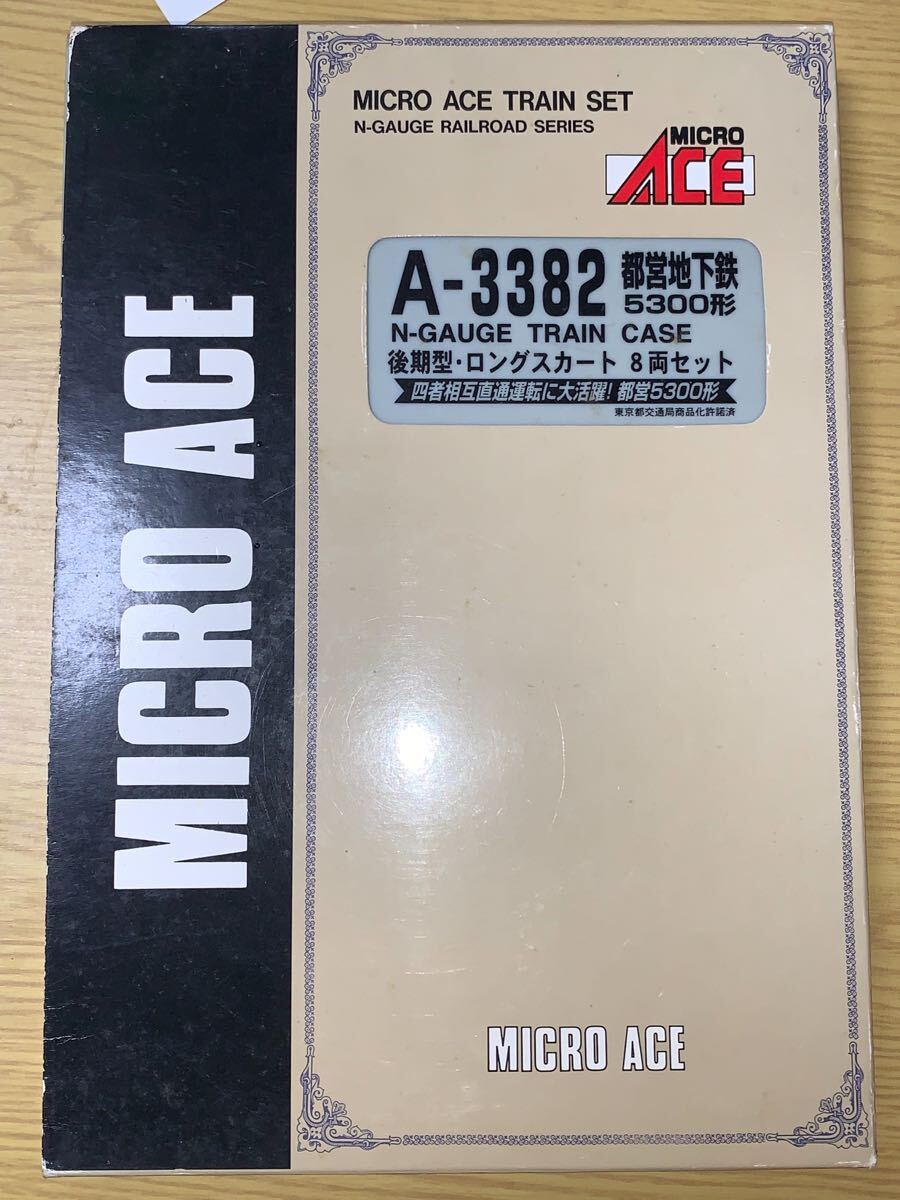 MICRO ACE
MICRO ACE TRAIN SET
N-GAUGE RAILROAD SERIES
MICRO
ACE
A-3382 都営地下鉄
5300形
N-GAUGE TRAIN CASE
後期型・ロングスカート 8両セット
四者相互直通運転に大活躍! 都営5300形
東京都交通局商品化許諾済
MICRO ACE